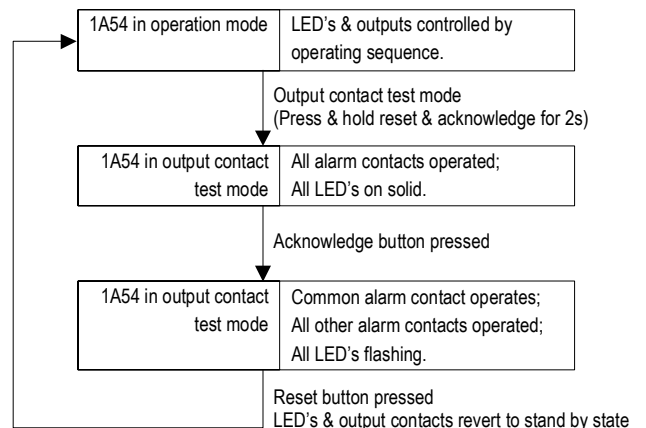 1A54 in operation mode
LED's & outputs controlled by
operating sequence.
Output contact test mode
(Press & hold reset & acknowledge for 2s)
1A54 in output contact
test mode
All alarm contacts operated;
All LED's on solid.
Acknowledge button pressed
1A54 in output contact
test mode
Common alarm contact operates;
All other alarm contacts operated;
All LED's flashing.
Reset button pressed
LED's & output contacts revert to stand by state